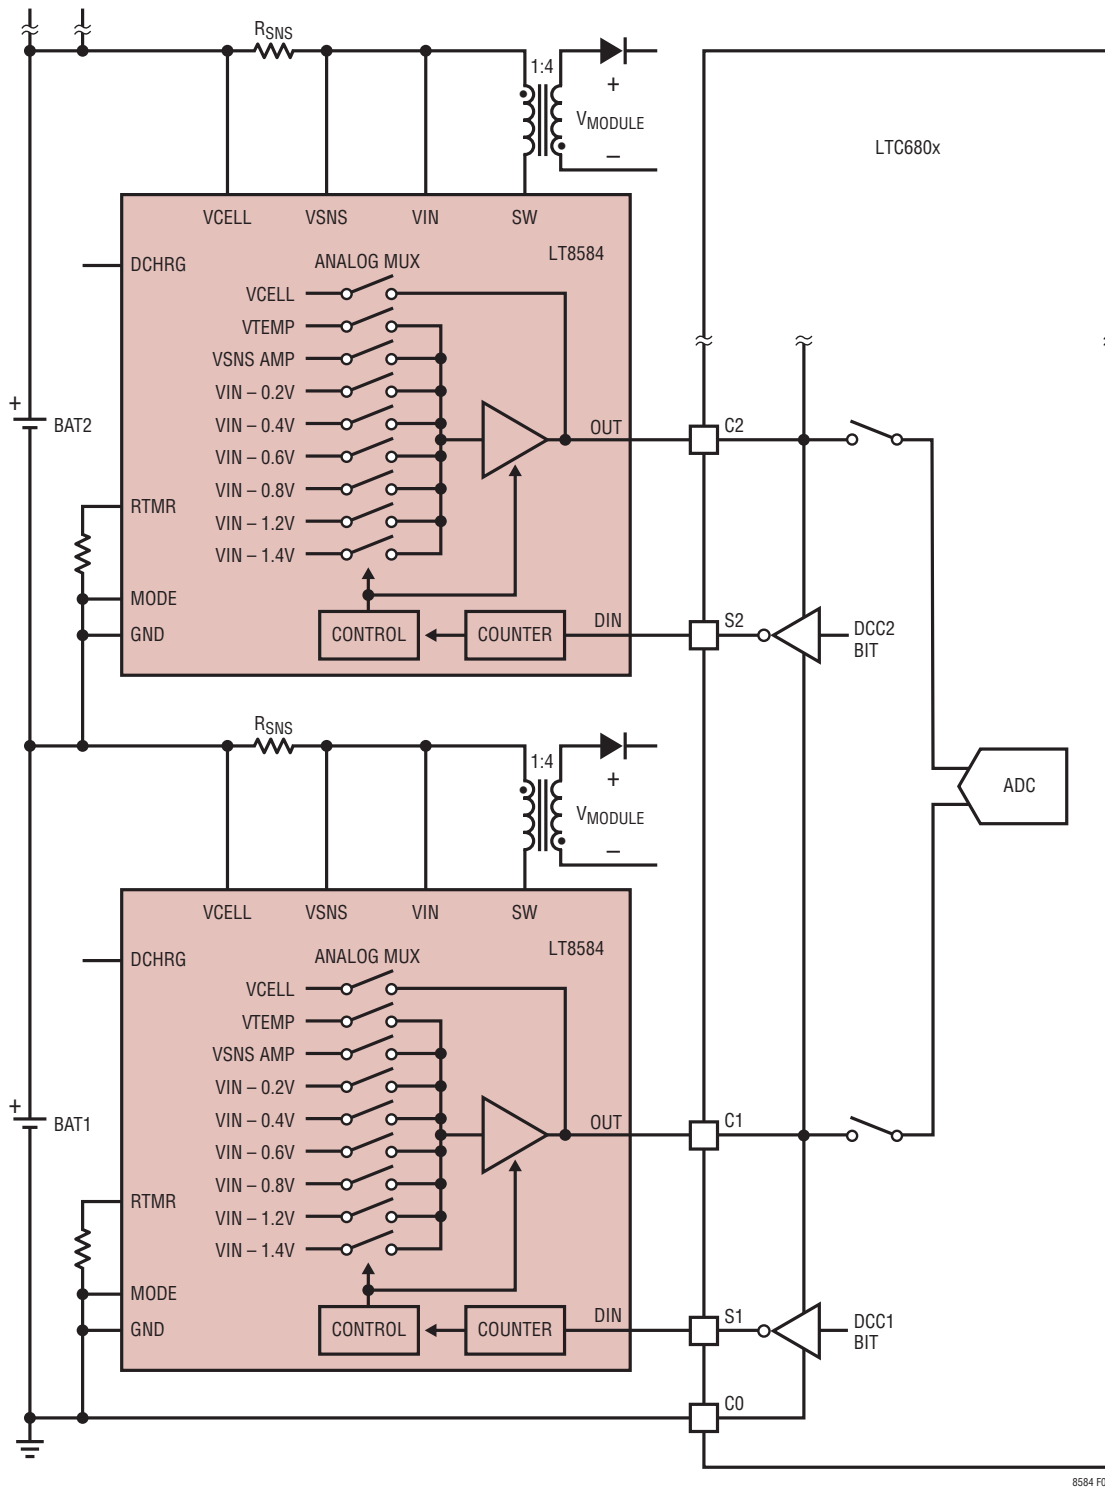 RSNS
1:4
+
VMODULE
–
LTC680x
VCELL VSNS VIN SW
LT8584
DCHRG
ANALOG MUX
VCELL
VTEMP
VSNS AMP
VIN – 0.2V
VIN – 0.4V
VIN – 0.6V
VIN – 0.8V
VIN – 1.2V
VIN – 1.4V
+
BAT2
OUT
C2
RTMR
MODE
GND
CONTROL
COUNTER
DIN
S2
DCC2
BIT
RSNS
1:4
+
VMODULE
–
ADC
VCELL VSNS VIN SW
LT8584
DCHRG
ANALOG MUX
VCELL
VTEMP
VSNS AMP
VIN – 0.2V
VIN – 0.4V
VIN – 0.6V
VIN – 0.8V
VIN – 1.2V
VIN – 1.4V
+
BAT1
OUT
C1
RTMR
MODE
GND
CONTROL
COUNTER
DIN
S1
DCC1
BIT
C0
8584 F0